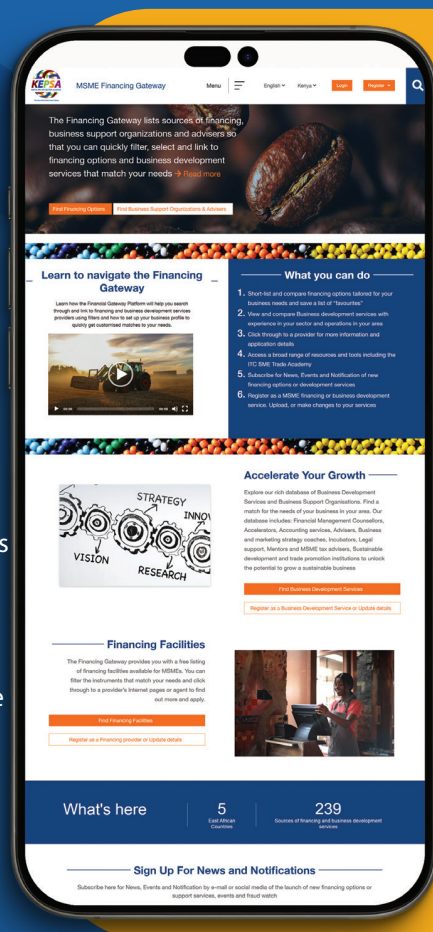 KEPSA
MSME Financing Gateway
Menu
English
Kenya
Login
Register
The Financing Gateway lists sources of financing,
business support organizations and advisers so
that you can quickly filter, select and link to
financing options and business development
services that match your needs → Read more
Find Financing Options
Find Business Support Organizations & Advisers
Learn to navigate the Financing
Gateway
Learn how the Financial Gateway Platform will help you search
through and link to financing and business development services
providers using filters and how to set up your business profile to
quickly get customised matches to your needs.
00:00
00:00
What you can do
1. Short-list and compare financing options tailored for your
business needs and save a list of "favourites"
2. View and compare Business development services with
experience in your sector and operations in your area
3. Click through to a provider for more information and
application details
4. Access a broad range of resources and tools including the
ITC SME Trade Academy
5. Subscribe for News, Events and Notification of new
financing options or development services
6. Register as a MSME financing or business development
service. Upload, or make changes to your services
STRATEGY
INNO
VISION
RESEARCH
Accelerate Your Growth
Explore our rich database of Business Development
Services and Business Support Organisations. Find a
match for the needs of your business in your area. Our
database includes: Financial Management Counsellors,
Accelerators, Accounting services, Advisers, Business
and marketing strategy coaches, Incubators, Legal
support, Mentors and MSME tax advisers, Sustainable
development and trade promotion institutions to unlock
the potential to grow a sustainable business
Find Business Development Services
Register us a Business Development Service or Update details
s
e
Financing Facilities
The Financing Gateway provides you with a free listing
of financing facilities available for MSMEs. You can
filter the instruments that match your needs and click
through to a provider's Internet pages or agent to find
out more and apply.
Find Financing Facilities
Register us a Financing provider or Update details
What's here
5
East African
Countries
239
Sources of financing and business development
services
Sign Up For News and Notifications
Subscribe here for News, Events and Notification by e-mail or social media of the launch of new financing options or
support services, events and fraud watch